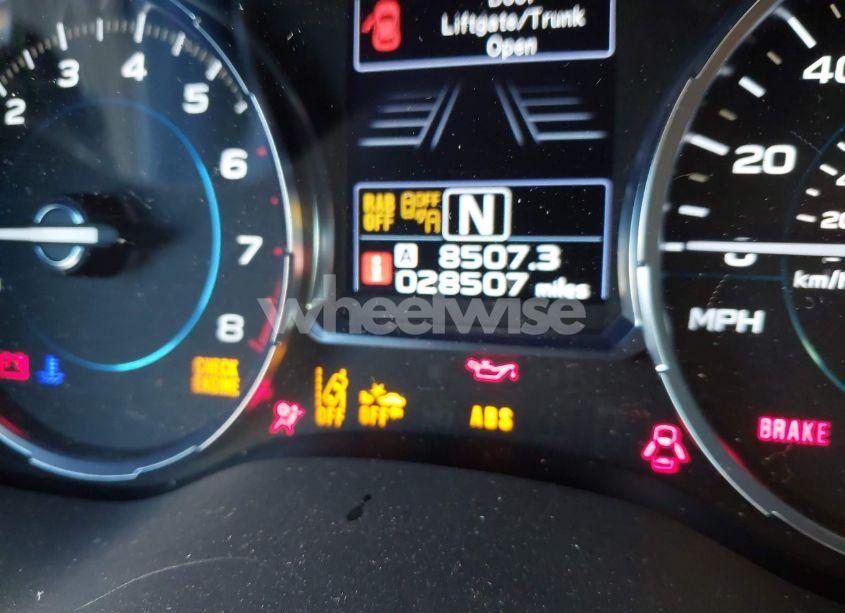 Door
Liftgate/Trunk
Open
2
3
4
5
6
7
8
RAB
OFF
OFF
A
N
A 8507.3
028507 miles
wheelwise
40
20
0
20
km/h
MPH
CHECK
ENGINE
OFF
OFF
ABS
BRAKE